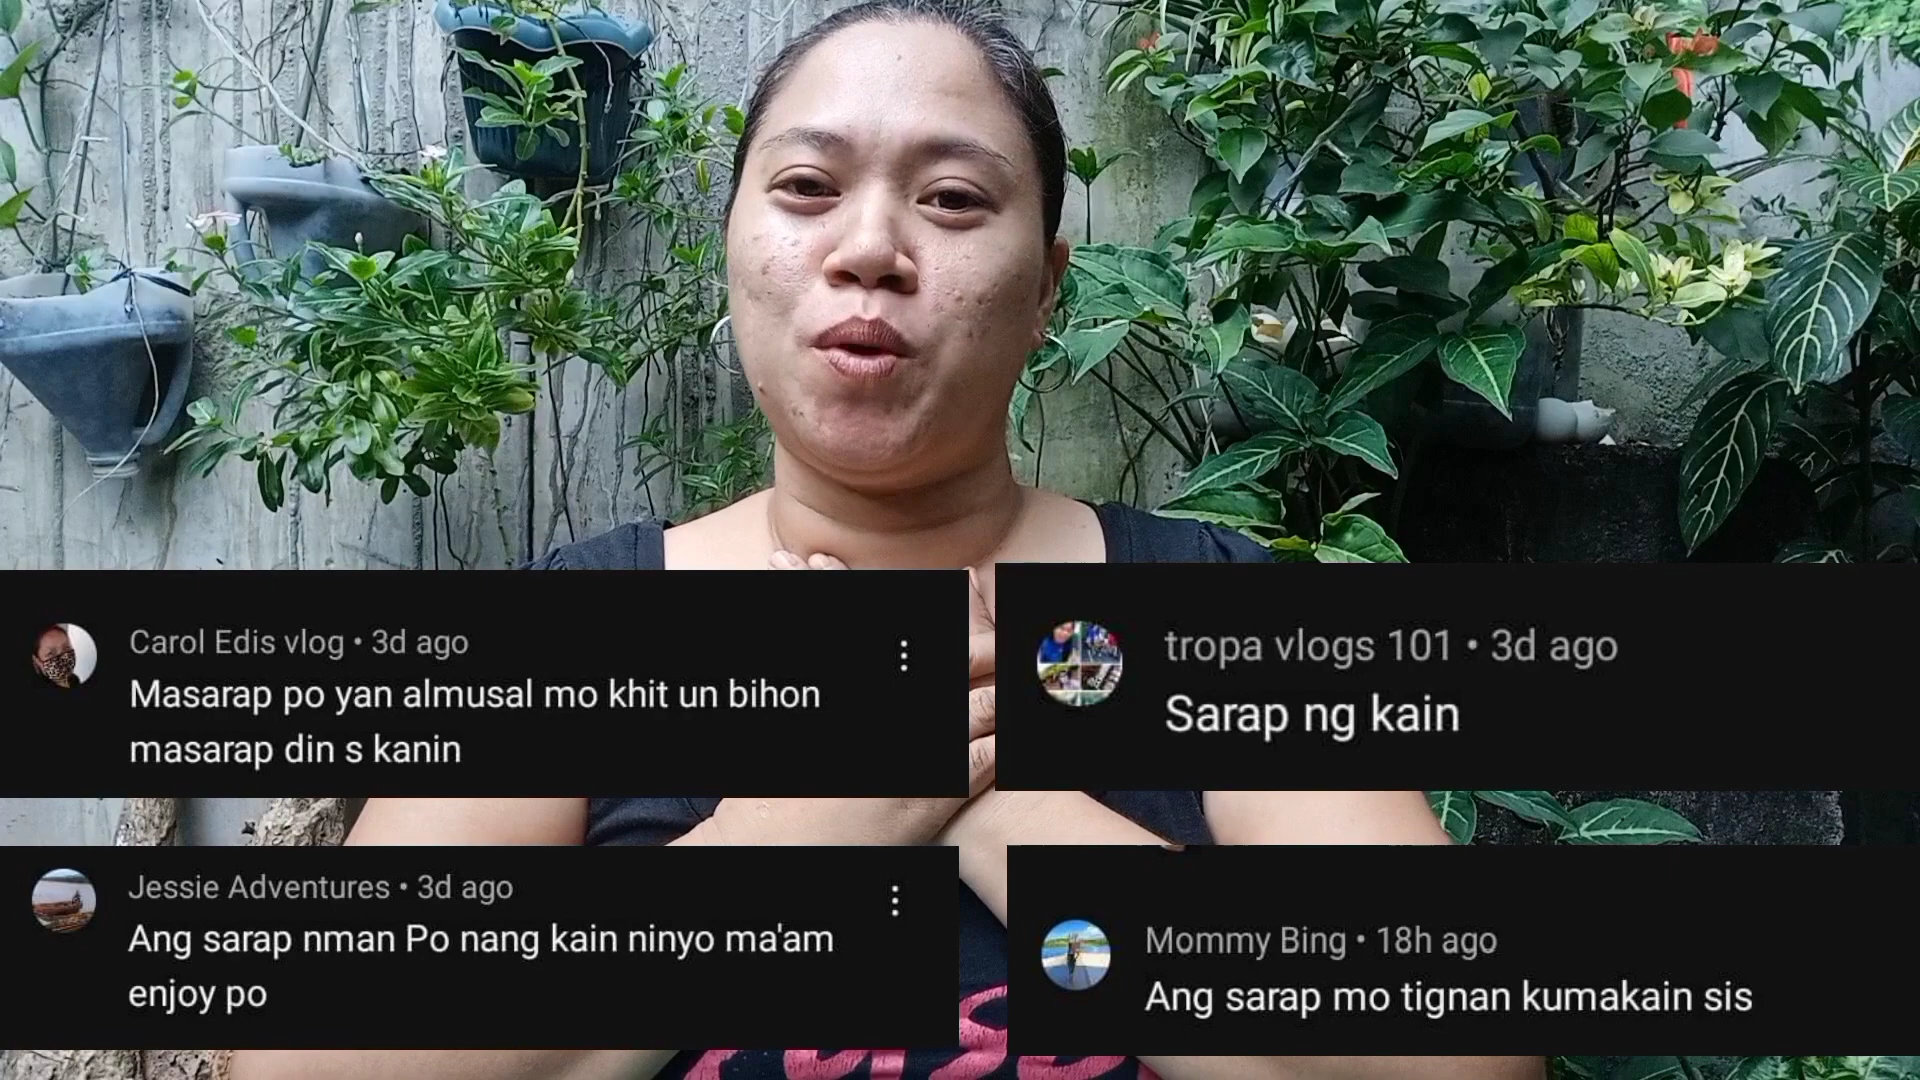 Carol Edis vlog • 3d ago
Masarap po yan almusal mo khit un bihon
masarap din s kanin
tropa vlogs 101 • 3d ago
Sarap ng kain
Jessie Adventures • 3d ago
Ang sarap nman Po nang kain ninyo ma'am
enjoy po
Mommy Bing • 18h ago
Ang sarap mo tignan kumakain sis